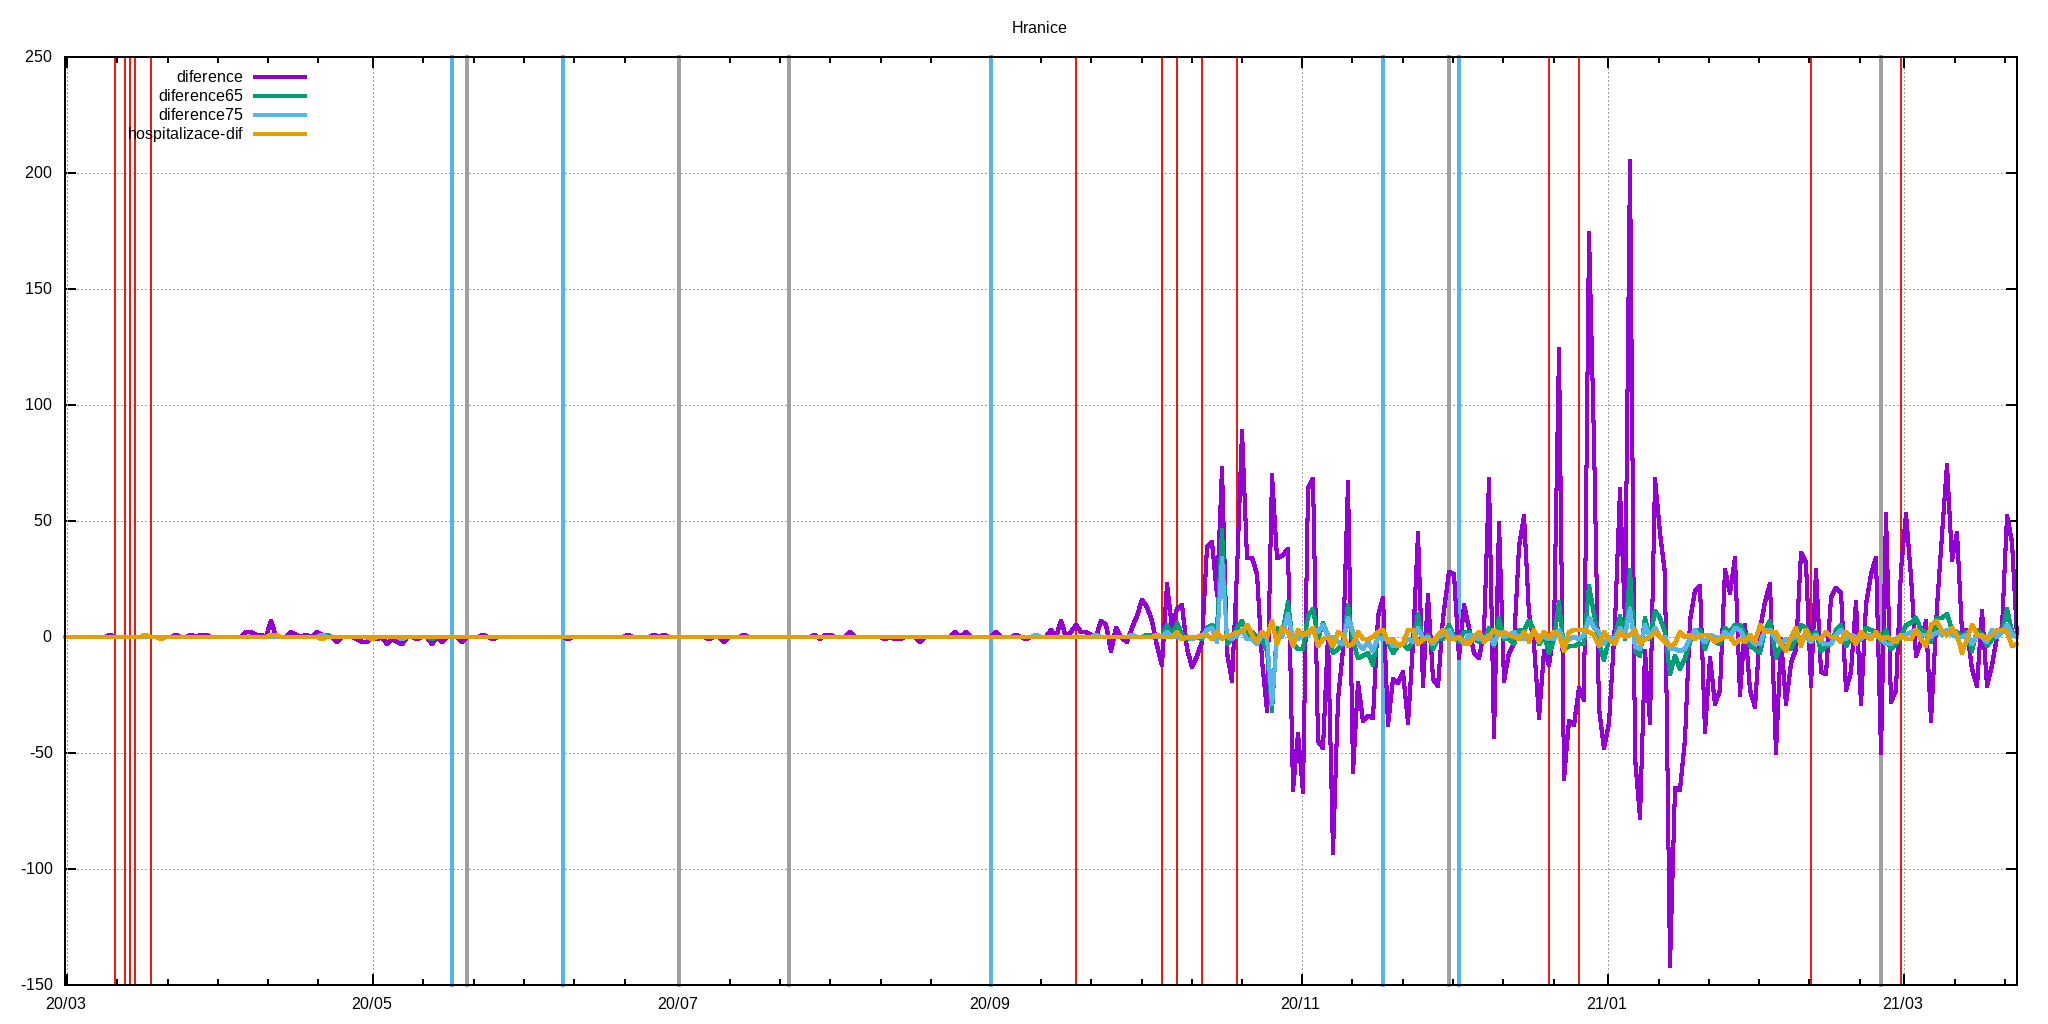 Hranice
diference
diference65
diference75
hospitalizace-dif
250
200
150
100
50
0
-50
-100
-150
20/03 20/05 20/07 20/09 20/11 21/01 21/03